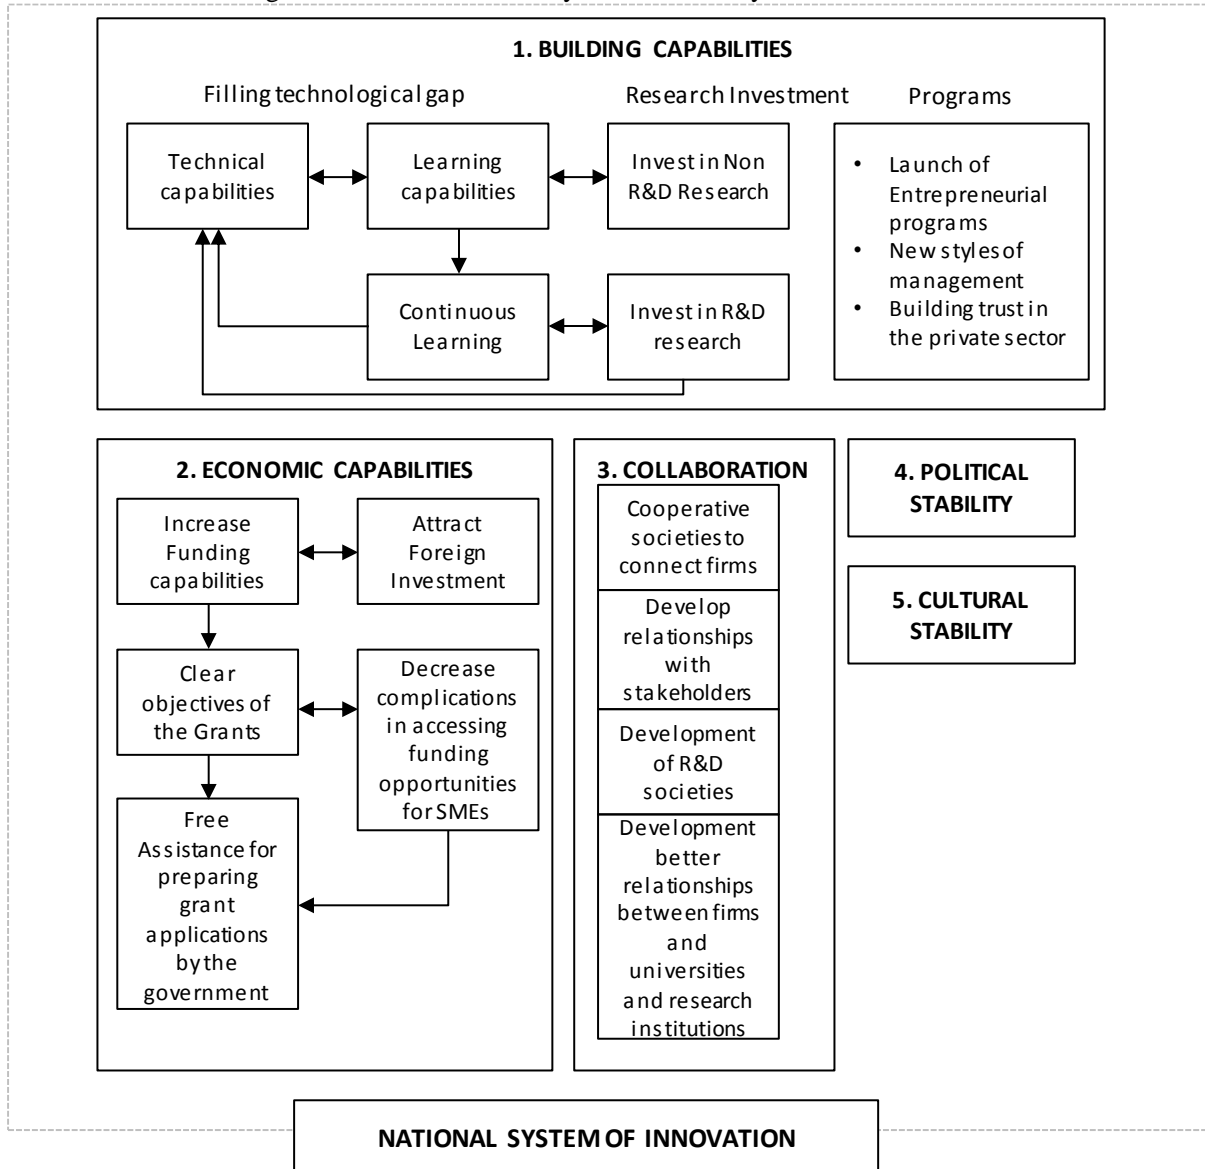 1. BUILDING CAPABILITIES
Filling technological gap
Research Investment
Programs
Technical
capabilities
Learning
capabilities
Invest in Non
R&D Research
Continuous
Learning
Invest in R&D
research
• Launch of
Entrepreneurial
programs
• New styles of
management
• Building trust in
the private sector
2. ECONOMIC CAPABILITIES
Increase
Funding
capabilities
Attract
Foreign
Investment
Clear
objectives of
the Grants
Decrease
complications
in accessing
funding
opportunities
for SMEs
Free
Assistance for
preparing
grant
applications
by the
government
3. COLLABORATION
Cooperative
societies to
connect firms
Develop
relationships
with
stakeholders
Development
of R&D
societies
Development
better
relationships
between firms
and
universities
and research
institutions
4. POLITICAL
STABILITY
5. CULTURAL
STABILITY
NATIONAL SYSTEM OF INNOVATION